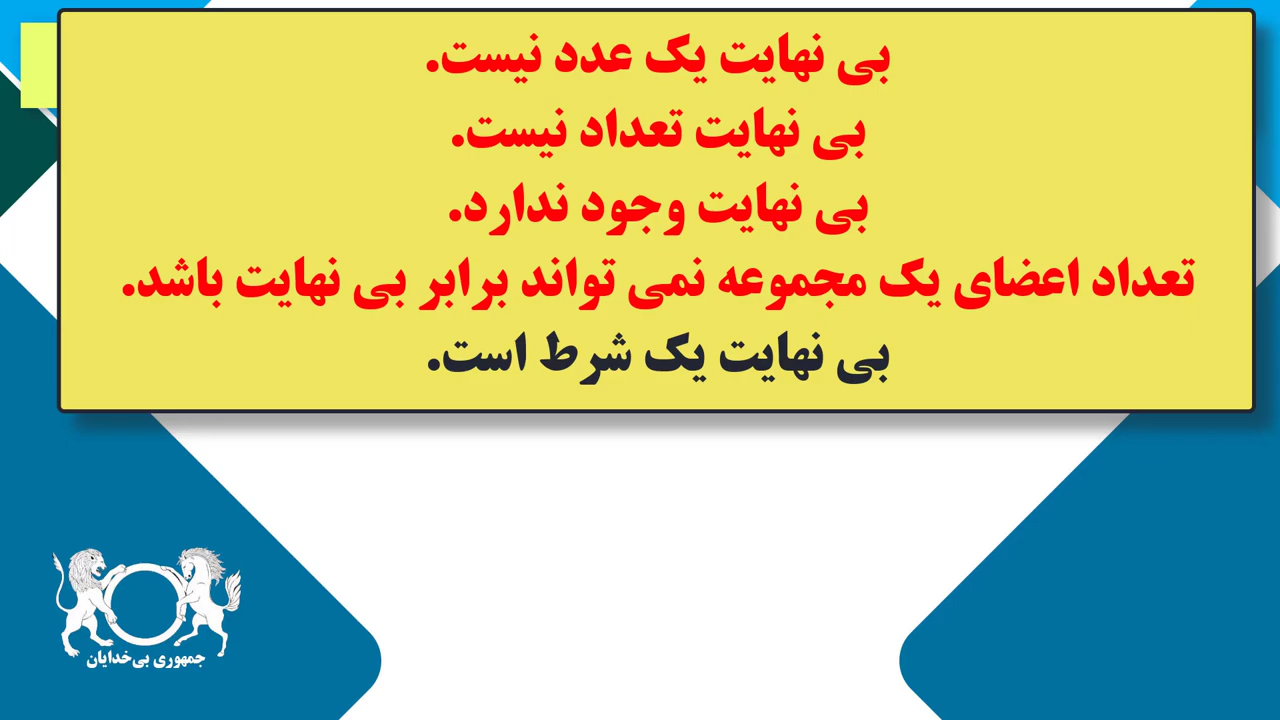 بی نهایت یک عدد نیست.
بی نهایت تعداد نیست.
بی نهایت وجود ندارد.
تعداد اعضای یک مجموعه نمی تواند برابر بی نهایت باشد.
بی نهایت یک شرط است.
جمهوری بی‌خدایان